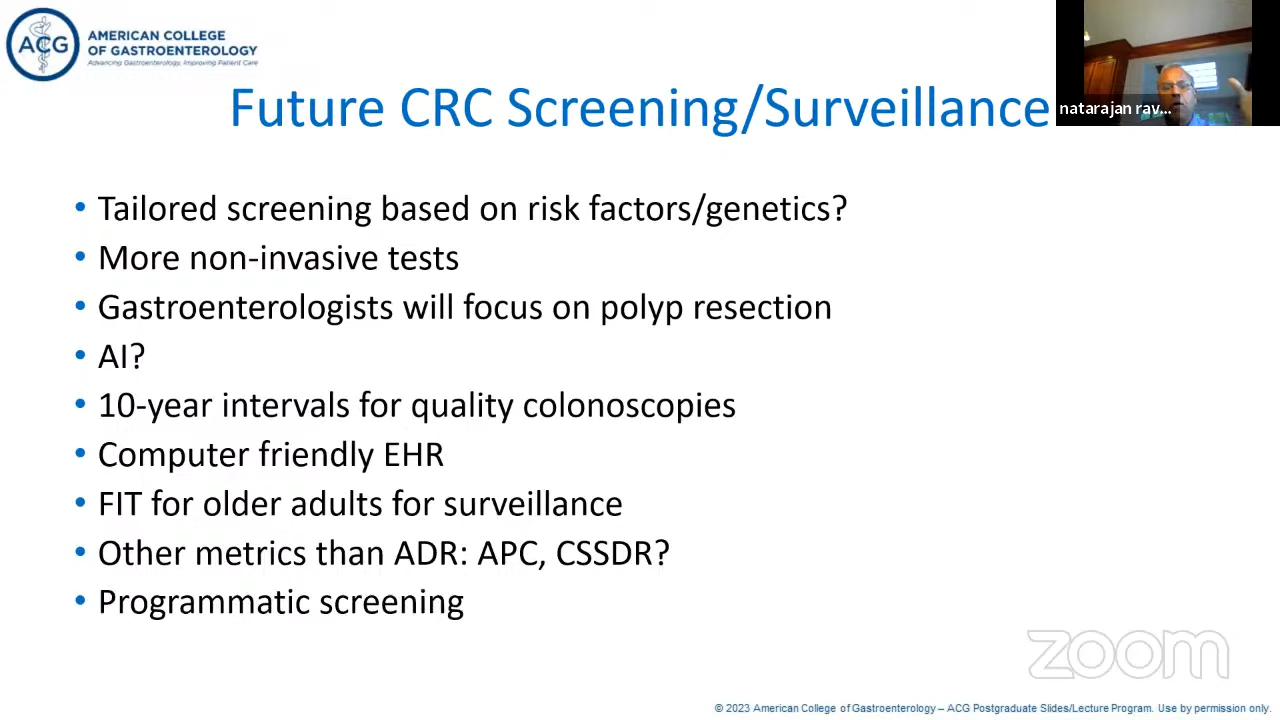 ACG
AMERICAN COLLEGE
OF GASTROENTEROLOGY
Advancing Gastroenterology, Improving Patient Care
natarajan rav...
Future CRC Screening/Surveillance
• Tailored screening based on risk factors/genetics?
• More non-invasive tests
• Gastroenterologists will focus on polyp resection
• AI?
• 10-year intervals for quality colonoscopies
• Computer friendly EHR
• FIT for older adults for surveillance
• Other metrics than ADR: APC, CSSDR?
• Programmatic screening
zoom
© 2023 American College of Gastroenterology – ACG Postgraduate Slides/Lecture Program. Use by permission only.